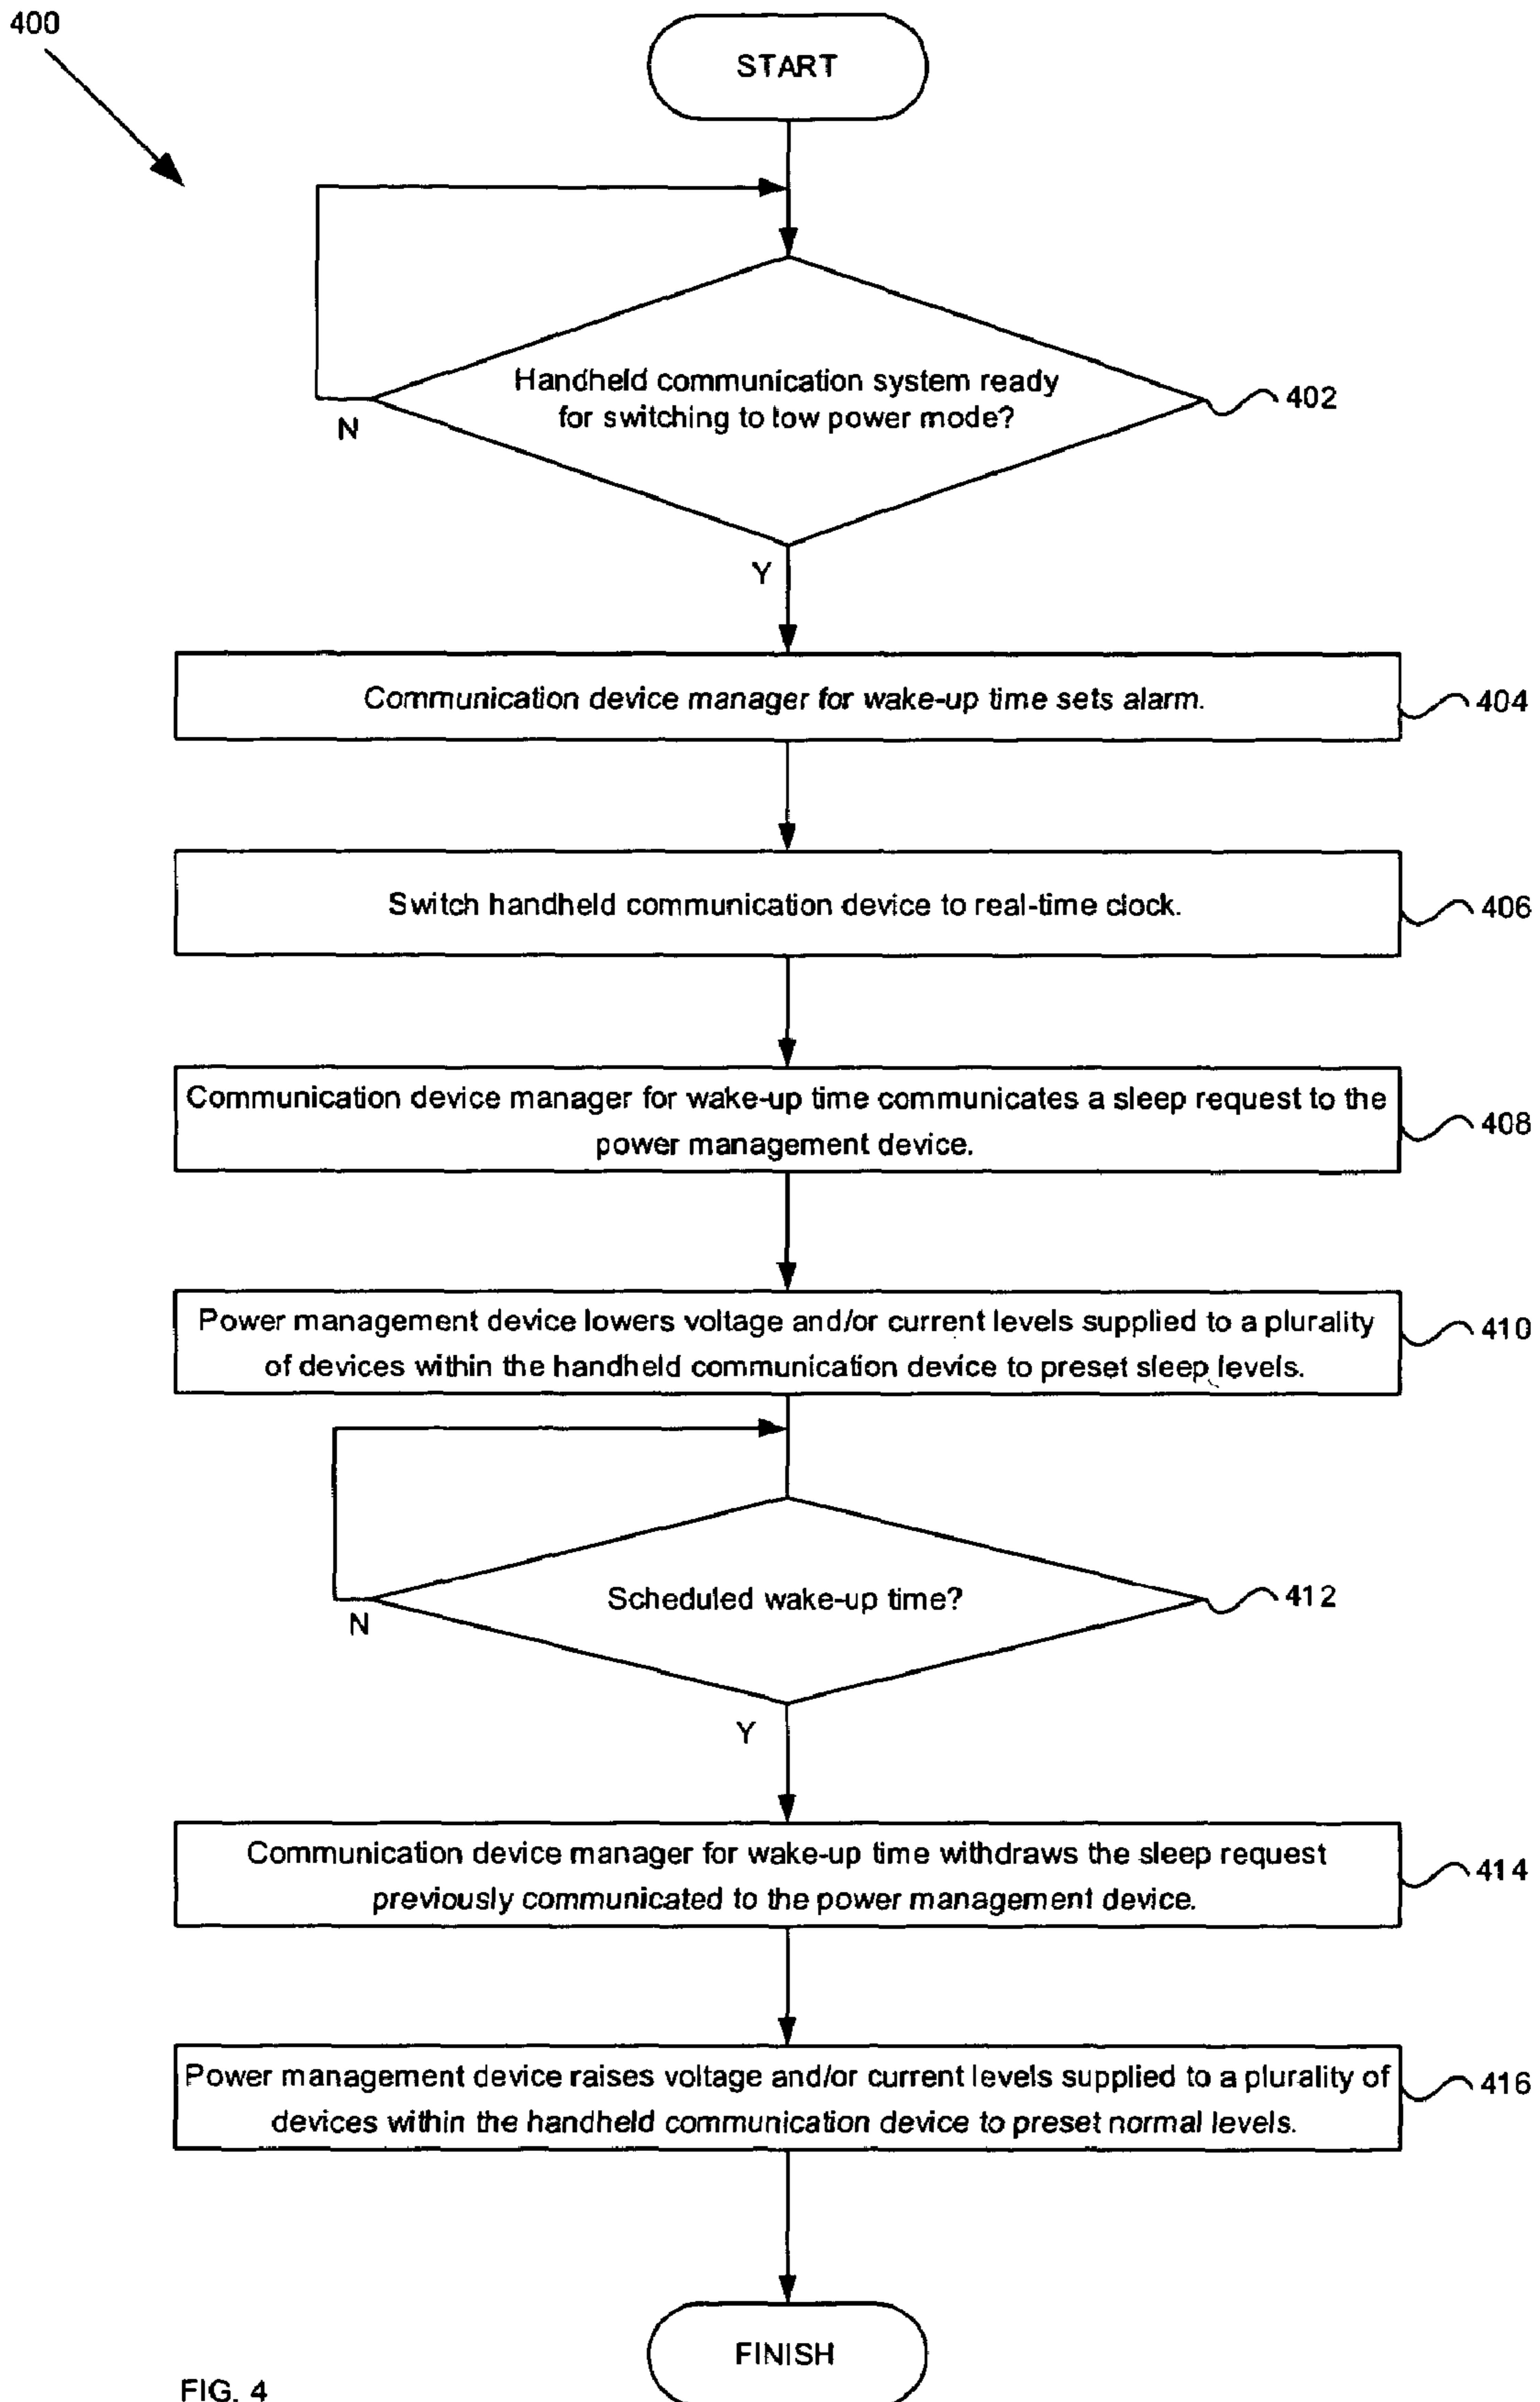 400
START
Handheld communication system ready
for switching to tow power mode?
402
N
Y
Communication device manager for wake-up time sets alarm.
404
Switch handheld communication device to real-time clock.
406
Communication device manager for wake-up time communicates a sleep request to the
power management device.
408
Power management device lowers voltage and/or current levels supplied to a plurality
of devices within the handheld communication device to preset sleep levels.
410
Scheduled wake-up time?
412
N
Y
Communication device manager for wake-up time withdraws the sleep request
previously communicated to the power management device.
414
Power management device raises voltage and/or current levels supplied to a plurality of
devices within the handheld communication device to preset normal levels.
416
FINISH
FIG. 4